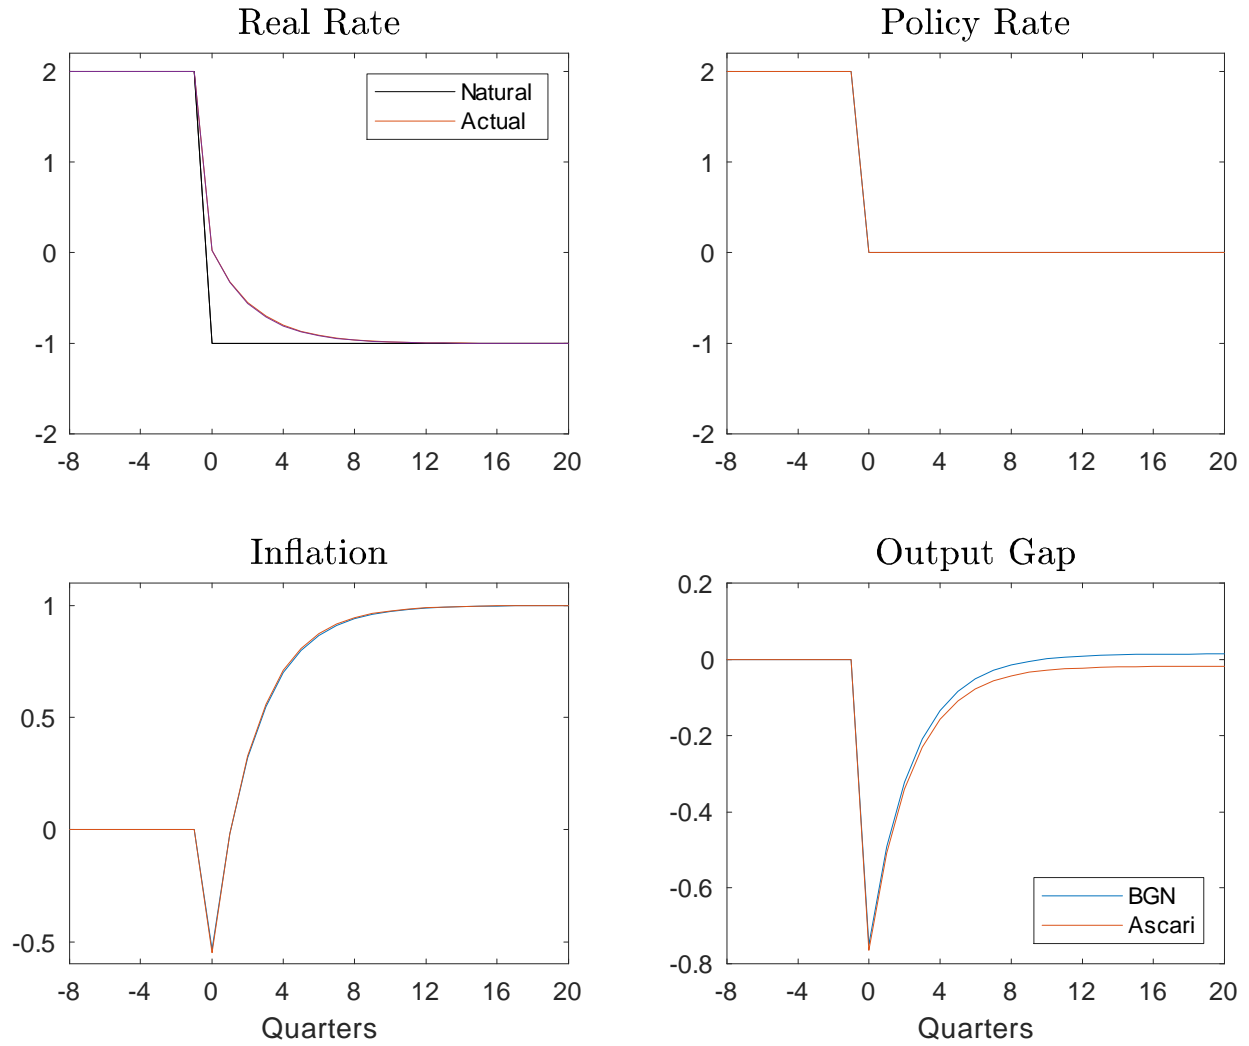 Real Rate
2
1
0
-1
-2
-8 -4 0 4 8 12 16 20
Natural
Actual
Policy Rate
2
1
0
-1
-2
-8 -4 0 4 8 12 16 20
Inflation
1
0.5
0
-0.5
-8 -4 0 4 8 12 16 20
Quarters
Output Gap
0.2
0
-0.2
-0.4
-0.6
-0.8
-8 -4 0 4 8 12 16 20
BGN
Ascari
Quarters